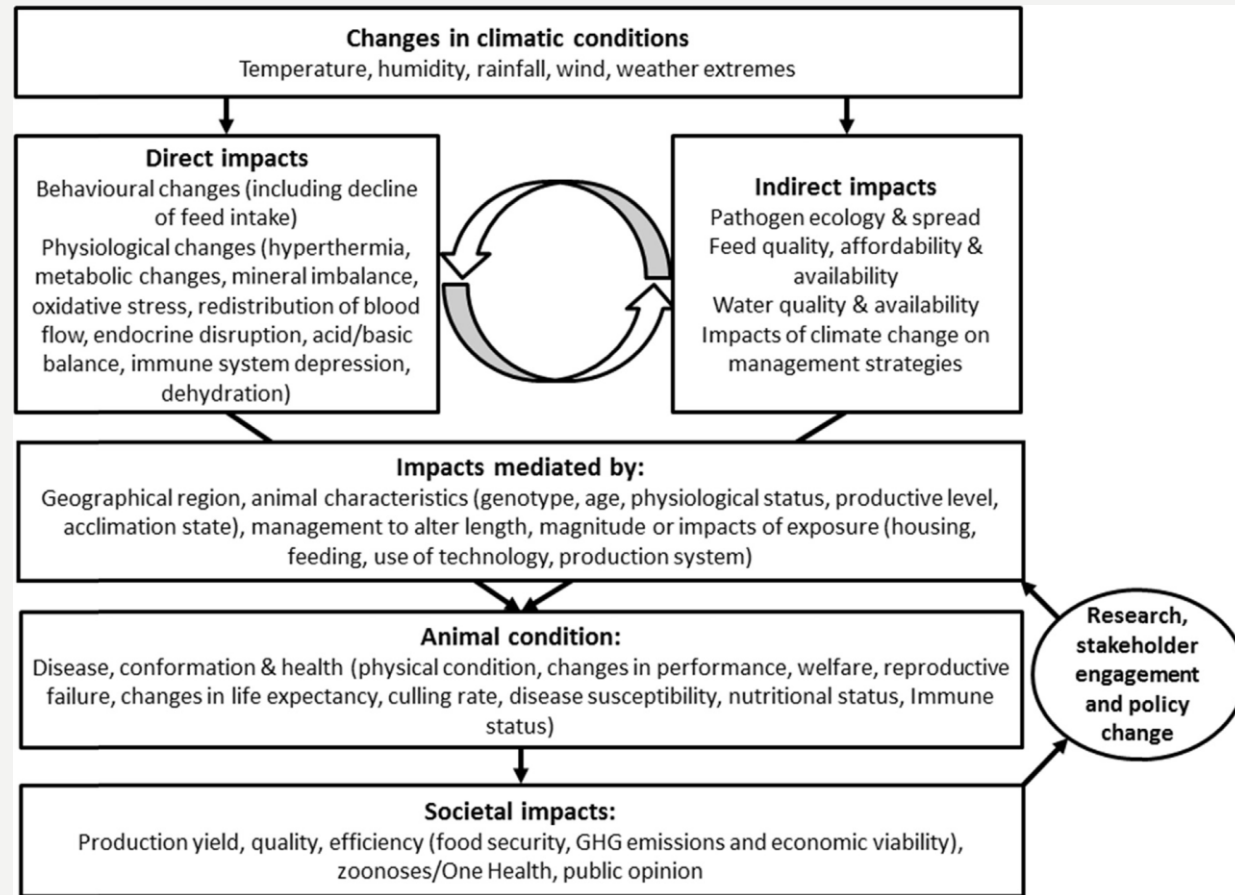 Changes in climatic conditions
Temperature, humidity, rainfall, wind, weather extremes
Direct impacts
Behavioural changes (including decline
of feed intake)
Physiological changes (hyperthermia,
metabolic changes, mineral imbalance,
oxidative stress, redistribution of blood
flow, endocrine disruption, acid/basic
balance, immune system depression,
dehydration)
Indirect impacts
Pathogen ecology & spread
Feed quality, affordability &
availability
Water quality & availability
Impacts of climate change on
management strategies
Impacts mediated by:
Geographical region, animal characteristics (genotype, age, physiological status, productive level,
acclimation state), management to alter length, magnitude or impacts of exposure (housing,
feeding, use of technology, production system)
Animal condition:
Disease, conformation & health (physical condition, changes in performance, welfare, reproductive
failure, changes in life expectancy, culling rate, disease susceptibility, nutritional status, Immune
status)
Societal impacts:
Production yield, quality, efficiency (food security, GHG emissions and economic viability),
zoonoses/One Health, public opinion
Research,
stakeholder
engagement
and policy
change